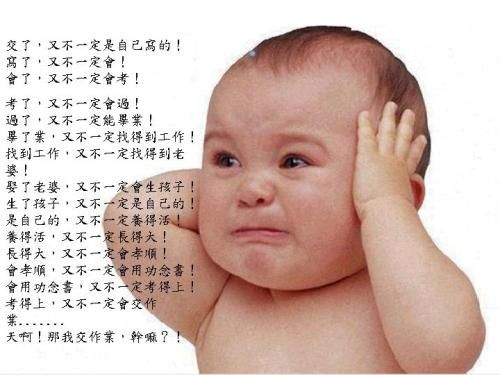 交了，又不一定是自己寫的！
寫了，又不一定會！
會了，又不一定會考！
考了，又不一定會過！
過了，又不一定能畢業！
畢了業，又不一定找得到工作！
找到工作，又不一定找得到老
婆！
娶了老婆，又不一定會生孩子！
生了孩子，又不一定是自己的！
是自己的，又不一定養得活！
養得活，又不一定長得大！
長得大，又不一定會孝順！
會孝順，又不一定會用功念書！
會用功念書，又不一定考得上！
考得上，又不一定會交作
業.......
天啊！那我交作業，幹嘛？！